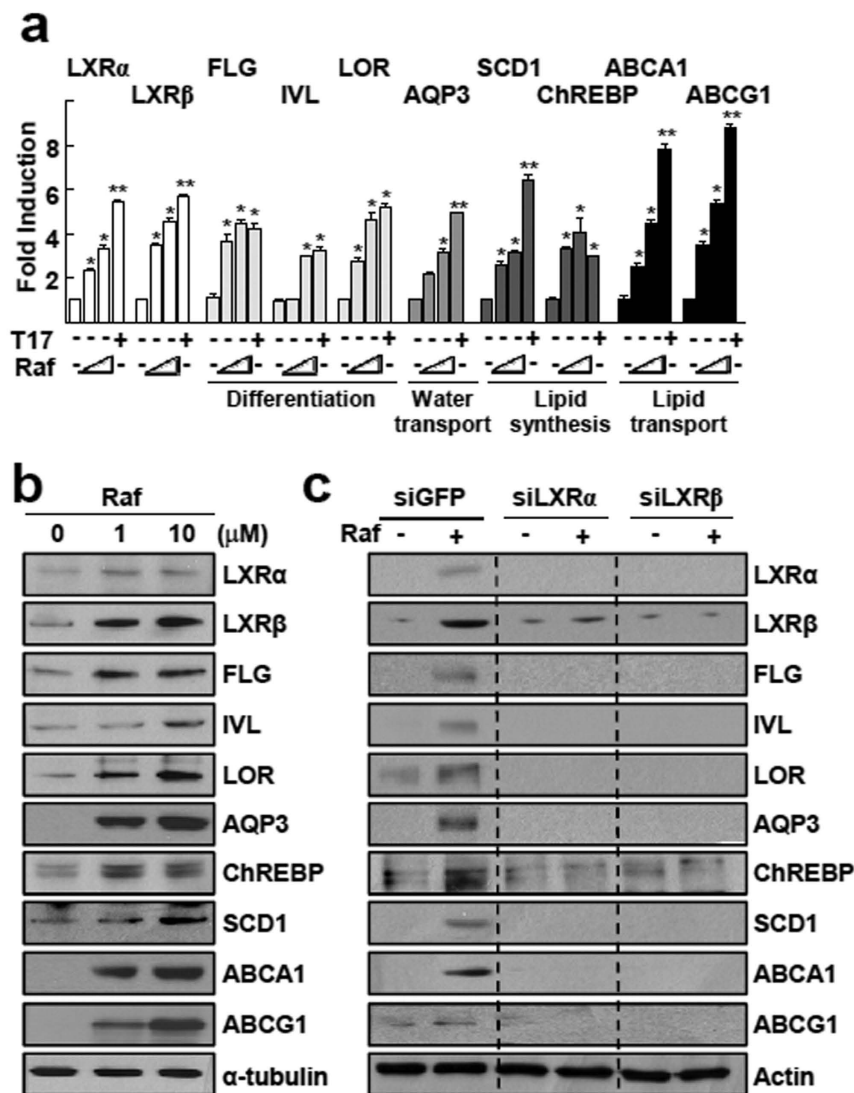 a
LXRα FLG LOR SCD1 ABCA1
LXRβ IVL AQP3 ChREBP ABCG1
Fold Induction
8
6
4
2
* * ** * * ** * * * * * * * * * ** * * ** * * * * * ** * * **
T17 - - - + - - - + - - - + - - - + - - - + - - - + - - - + - - - + - - - + - - - +
Raf - - - - - - - - - - - - - - - - - - - -
Differentiation Water transport Lipid synthesis Lipid transport
b
Raf
0 1 10 (μM)
LXRα
LXRβ
FLG
IVL
LOR
AQP3
ChREBP
SCD1
ABCA1
ABCG1
α-tubulin
c
siGFP siLXRα siLXRβ
Raf - + - + - +
LXRα
LXRβ
FLG
IVL
LOR
AQP3
ChREBP
SCD1
ABCA1
ABCG1
Actin